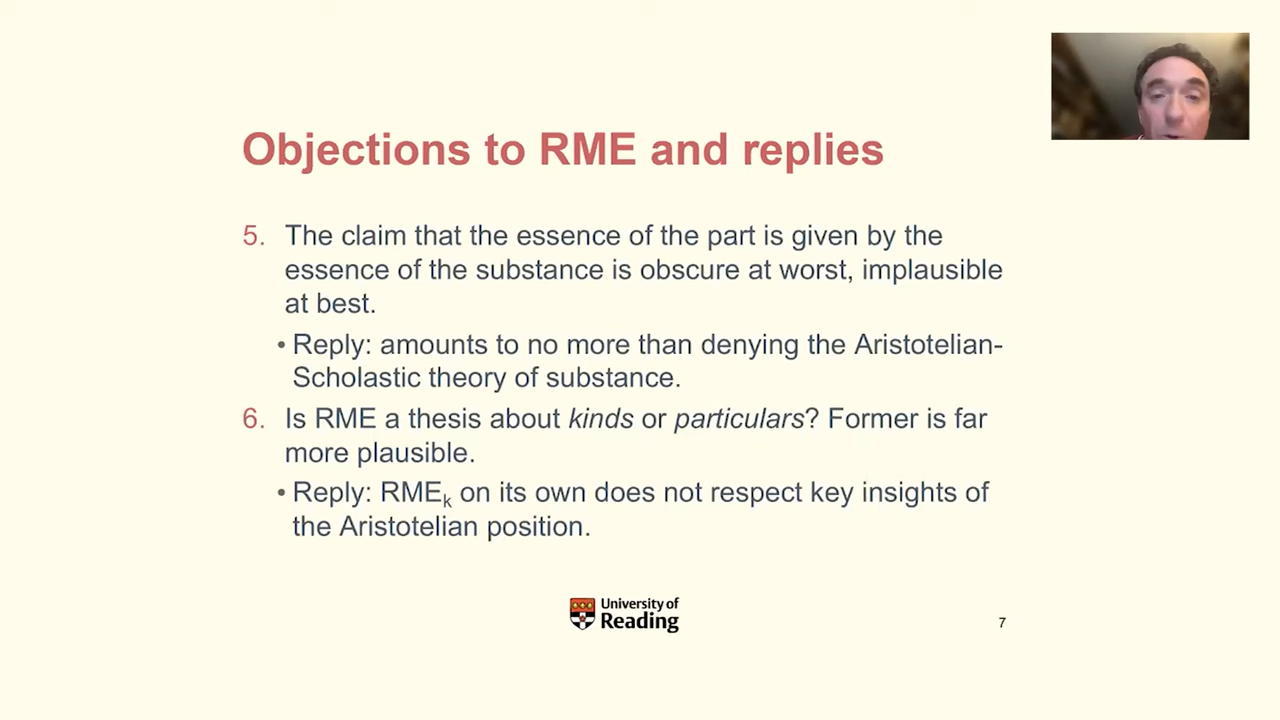 Objections to RME and replies
5. The claim that the essence of the part is given by the
essence of the substance is obscure at worst, implausible
at best.
• Reply: amounts to no more than denying the Aristotelian-
Scholastic theory of substance.
6. Is RME a thesis about kinds or particulars? Former is far
more plausible.
• Reply: RMEk on its own does not respect key insights of
the Aristotelian position.
University of
Reading
7